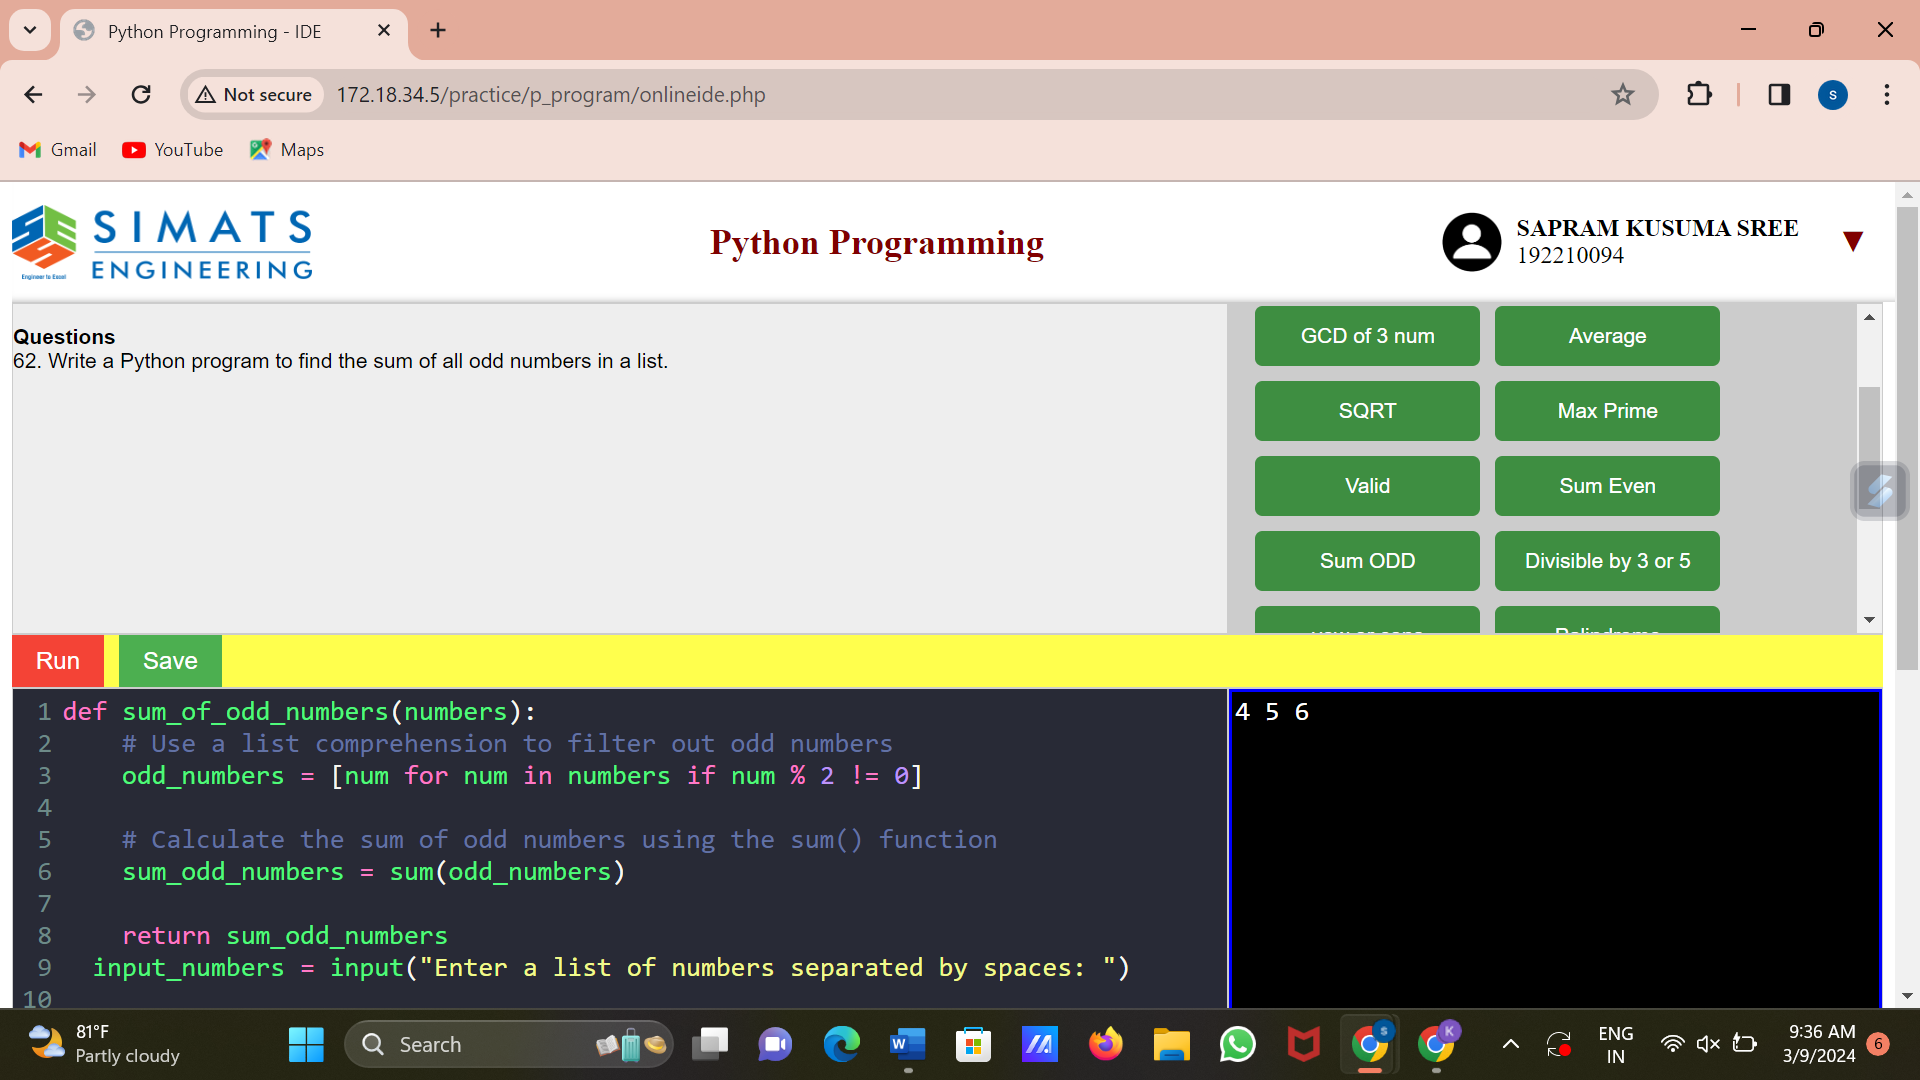 Python Programming - IDE
Not secure 172.18.34.5/practice/p_program/onlineide.php
S
Gmail YouTube Maps
SIMATS
ENGINEERING
Engineer to Excel
Python Programming
SAPRAM KUSUMA SREE
192210094
Questions
62. Write a Python program to find the sum of all odd numbers in a list.
GCD of 3 num Average
SQRT Max Prime
Valid Sum Even
Sum ODD Divisible by 3 or 5
Palindrome
Run Save
1 def sum_of_odd_numbers(numbers):
2 # Use a list comprehension to filter out odd numbers
3 odd_numbers = [num for num in numbers if num % 2 != 0]
4
5 # Calculate the sum of odd numbers using the sum() function
6 sum_odd_numbers = sum(odd_numbers)
7
8 return sum_odd_numbers
9 input_numbers = input("Enter a list of numbers separated by spaces: ")
10
4 5 6
81°F
Partly cloudy
Search
W
S
K
ENG
IN
9:36 AM
3/9/2024
6